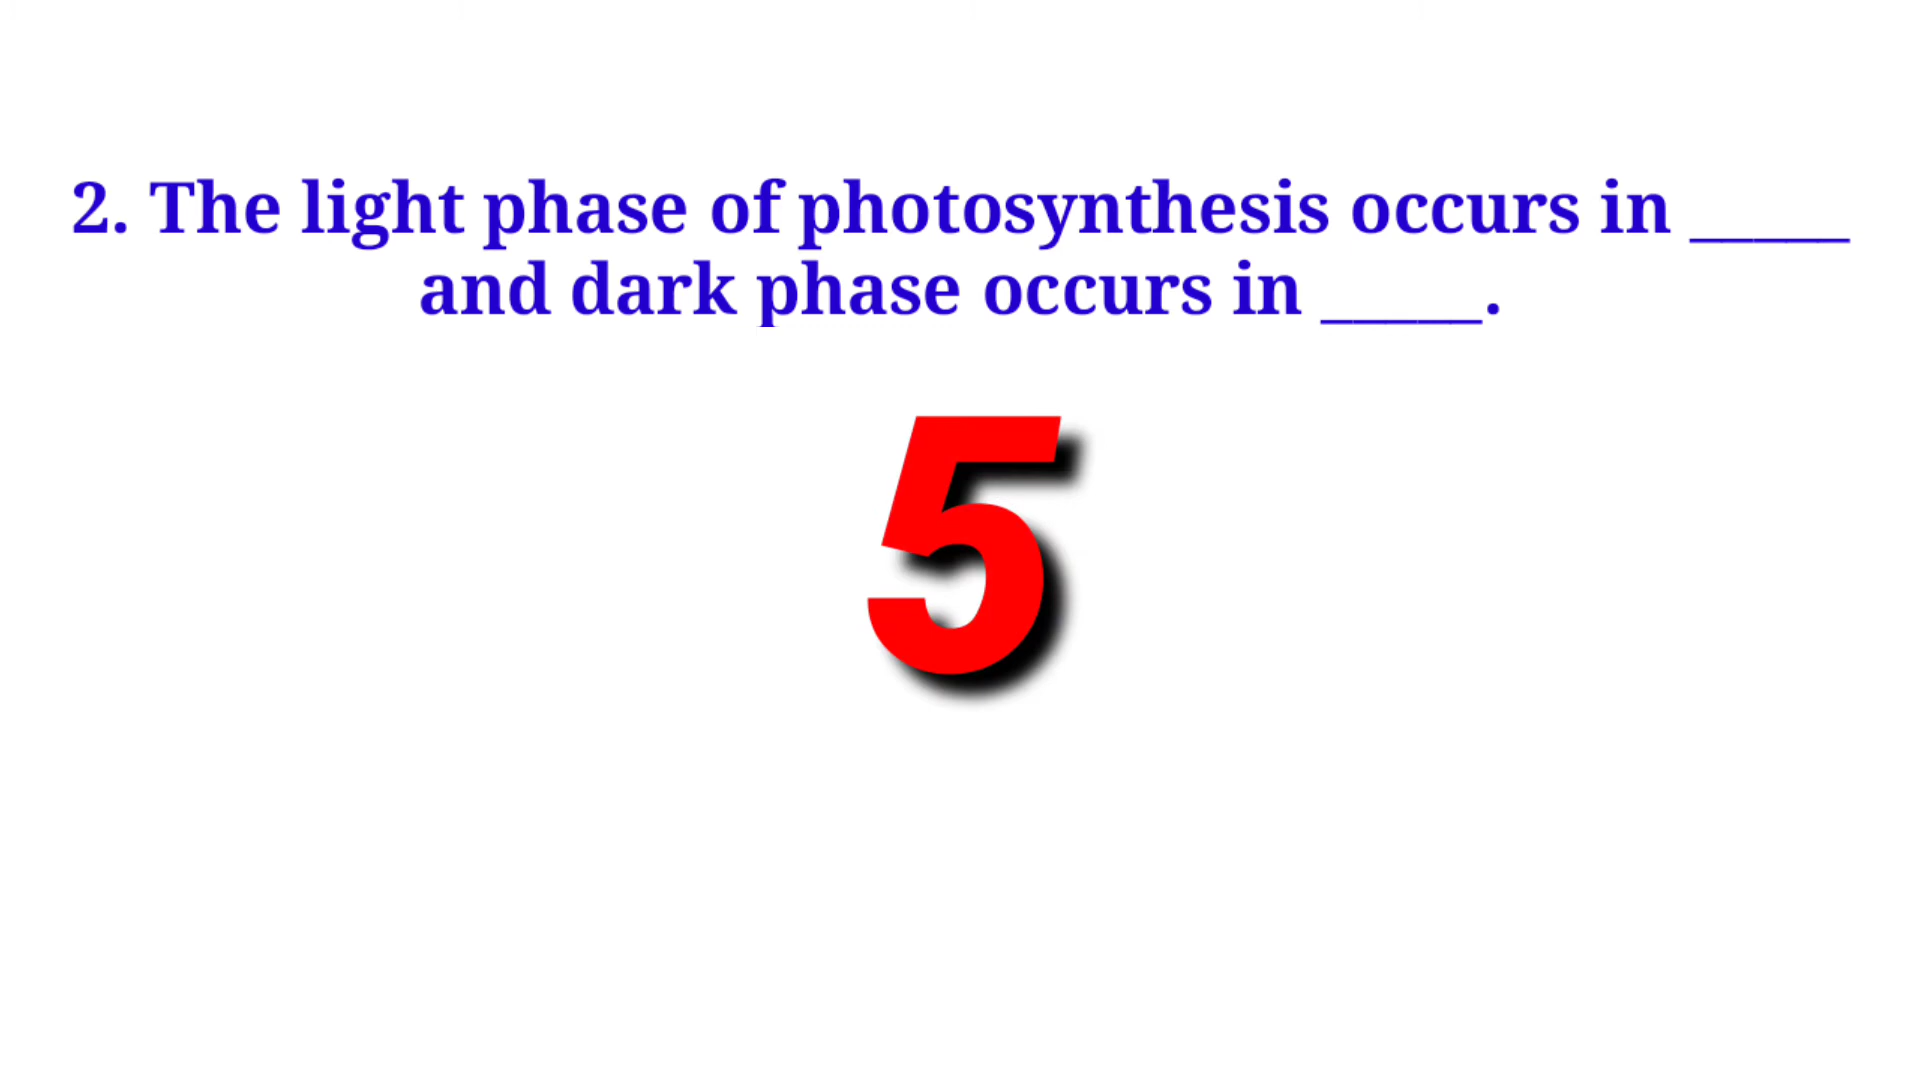 2. The light phase of photosynthesis occurs in _____
and dark phase occurs in _____.
5